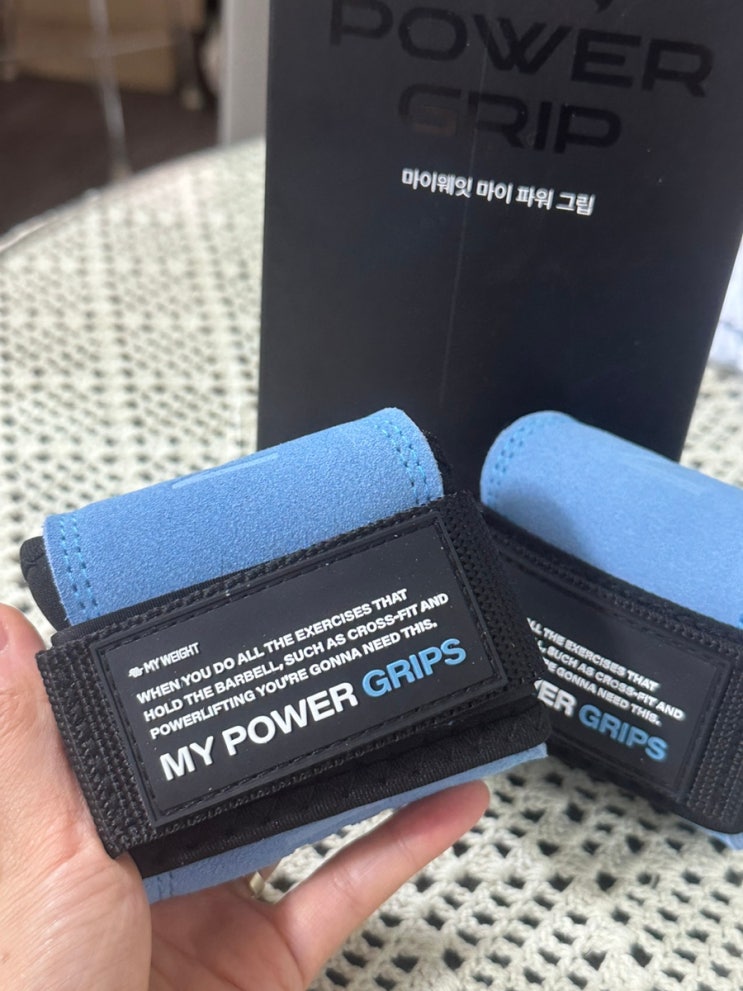 POWER
GRIP
마이웨잇 마이 파워 그립
MY WEIGHT
WHEN YOU DO ALL THE EXERCISES THAT
HOLD THE BARBELL, SUCH AS CROSS-FIT AND
POWERLIFTING YOU'RE GONNA NEED THIS.
MY POWER GRIPS
ALL THE EXERCISES THAT
SUCH AS CROSS-FIT AND
GONNA NEED THIS.
GRIPS